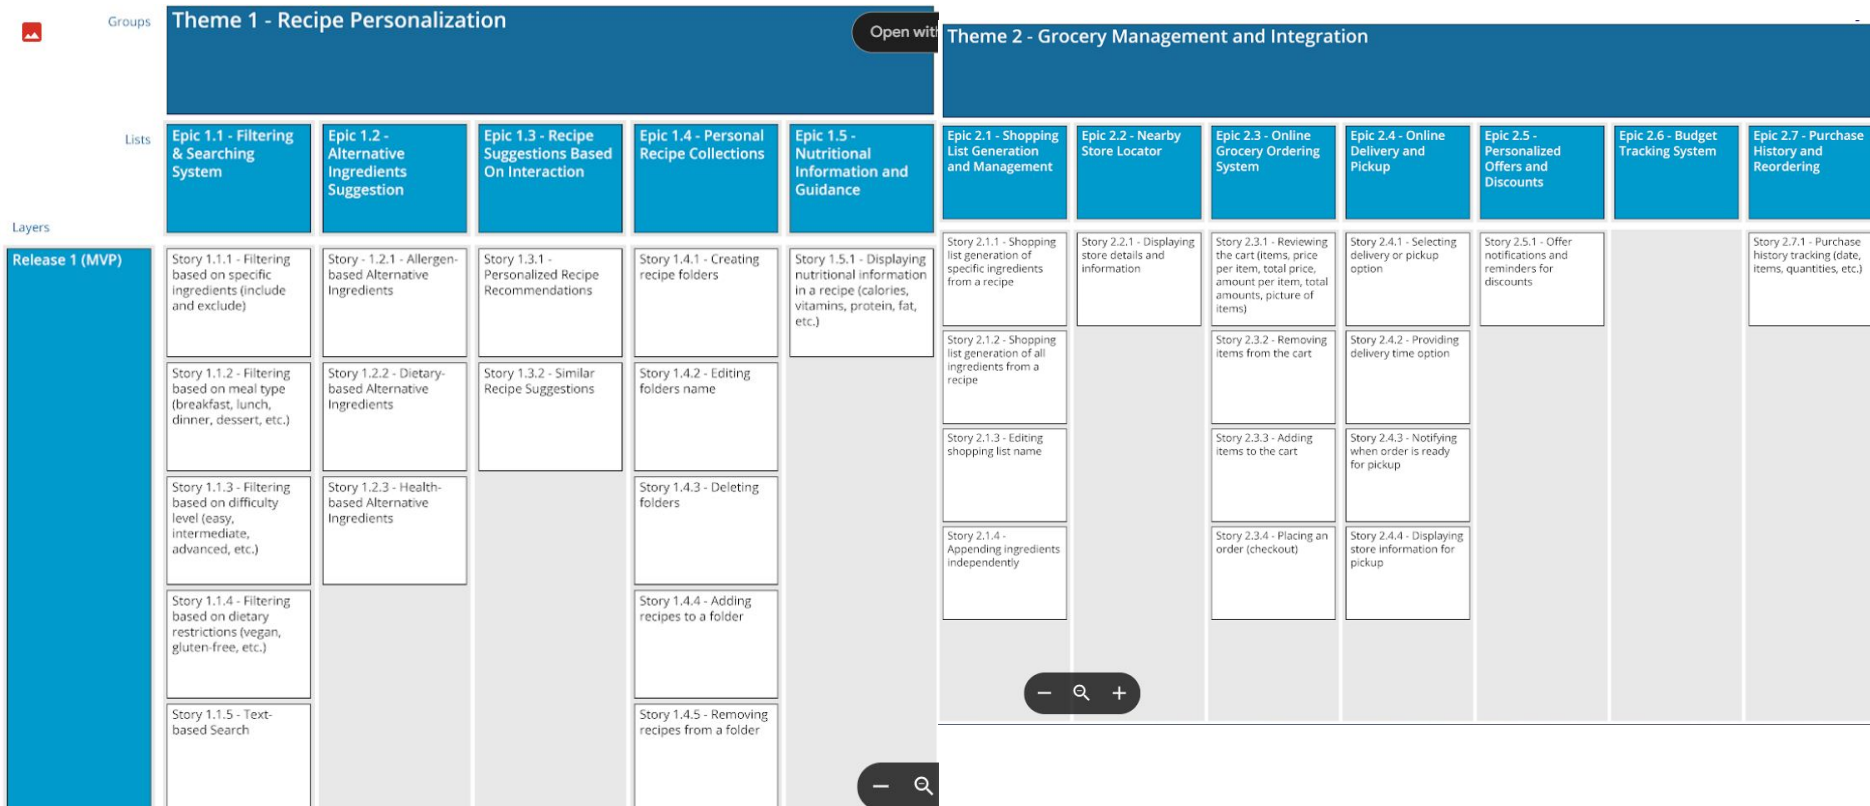 Groups
Theme 1 - Recipe Personalization
Open with
Lists
Epic 1.1 - Filtering
& Searching
System
Epic 1.2 -
Alternative
Ingredients
Suggestion
Epic 1.3 - Recipe
Suggestions Based
On Interaction
Epic 1.4 - Personal
Recipe Collections
Epic 1.5 -
Nutritional
Information and
Guidance
Layers
Release 1 (MVP)
Story 1.1.1 - Filtering
based on specific
ingredients (include
and exclude)
Story - 1.2.1 - Allergen-
based Alternative
Ingredients
Story 1.3.1 -
Personalized Recipe
Recommendations
Story 1.4.1 - Creating
recipe folders
Story 1.5.1 - Displaying
nutritional information
in a recipe (calories,
vitamins, protein, fat,
etc.)
Story 1.1.2 - Filtering
based on meal type
(breakfast, lunch,
dinner, dessert, etc.)
Story 1.2.2 - Dietary-
based Alternative
Ingredients
Story 1.3.2 - Similar
Recipe Suggestions
Story 1.4.2 - Editing
folders name
Story 1.1.3 - Filtering
based on difficulty
level (easy,
intermediate,
advanced, etc.)
Story 1.2.3 - Health-
based Alternative
Ingredients
Story 1.4.3 - Deleting
folders
Story 1.1.4 - Filtering
based on dietary
restrictions (vegan,
gluten-free, etc.)
Story 1.4.4 - Adding
recipes to a folder
Story 1.1.5 - Text-
based Search
Story 1.4.5 - Removing
recipes from a folder
Theme 2 - Grocery Management and Integration
Epic 2.1 - Shopping
List Generation
and Management
Epic 2.2 - Nearby
Store Locator
Epic 2.3 - Online
Grocery Ordering
System
Epic 2.4 - Online
Delivery and
Pickup
Epic 2.5 -
Personalized
Offers and
Discounts
Epic 2.6 - Budget
Tracking System
Epic 2.7 - Purchase
History and
Reordering
Story 2.1.1 - Shopping
list generation of
specific ingredients
from a recipe
Story 2.2.1 - Displaying
store details and
information
Story 2.3.1 - Reviewing
the cart (items, price
per item, total price,
amount per item, total
amounts, picture of
items)
Story 2.4.1 - Selecting
delivery or pickup
option
Story 2.5.1 - Offer
notifications and
reminders for
discounts
Story 2.7.1 - Purchase
history tracking (date,
items, quantities, etc.)
Story 2.1.2 - Shopping
list generation of all
ingredients from a
recipe
Story 2.3.2 - Removing
items from the cart
Story 2.4.2 - Providing
delivery time option
Story 2.1.3 - Editing
shopping list name
Story 2.3.3 - Adding
items to the cart
Story 2.4.3 - Notifying
when order is ready
for pickup
Story 2.1.4 -
Appending ingredients
independently
Story 2.3.4 - Placing an
order (checkout)
Story 2.4.4 - Displaying
store information for
pickup